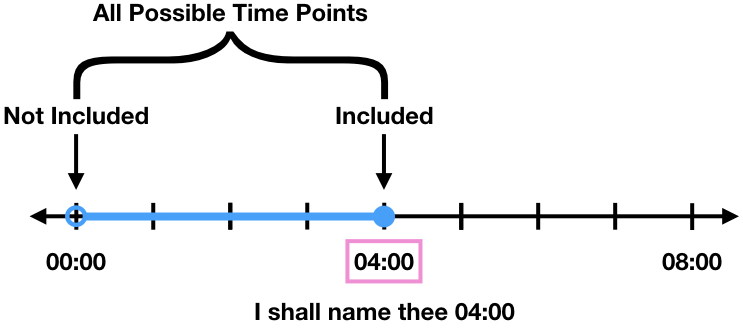 All Possible Time Points
Not Included
Included
00:00
04:00
08:00
I shall name thee 04:00